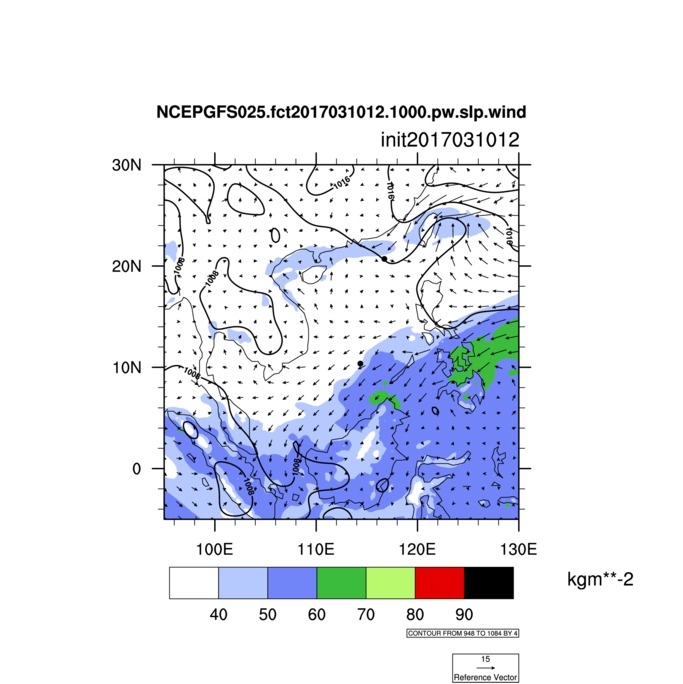 NCEPGFS025.fct2017031012.1000.pw.slp.wind
init2017031012
30N
20N
10N
0
1016
1016
1016
1008
1008
1008
1008
1008
100E 110E 120E 130E
kgm**-2
40 50 60 70 80 90
CONTOUR FROM 948 TO 1084 BY 4
15
Reference Vector